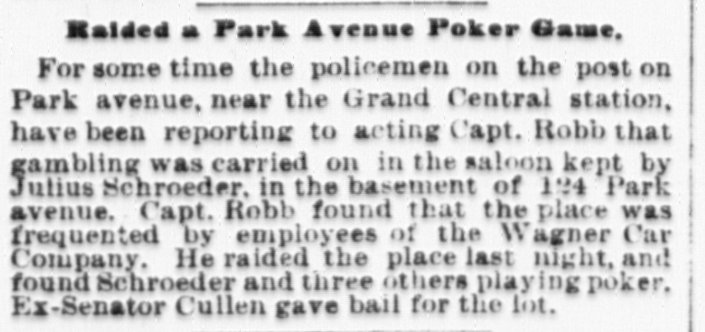 Raided a Park Avenue Poker Game.
For some time the policemen on the post on
Park avenue, near the Grand Central station,
have been reporting to acting Capt. Robb that
gambling was carried on in the saloon kept by
Julius Schroeder, in the basement of 124 Park
avenue. Capt. Robb found that the place was
frequented by employees of the Wagner Car
Company. He raided the place last night, and
found Schroeder and three others playing poker.
Ex-Senator Cullen gave bail for the lot.